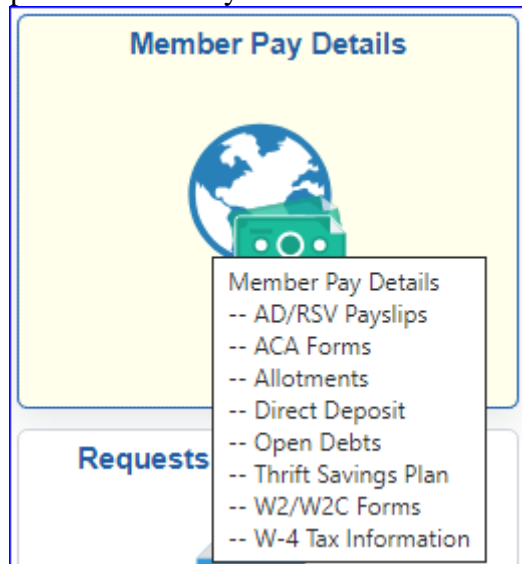 Member Pay Details
Member Pay Details
-- AD/RSV Payslips
-- ACA Forms
-- Allotments
-- Direct Deposit
-- Open Debts
-- Thrift Savings Plan
-- W2/W2C Forms
-- W-4 Tax Information
Requests